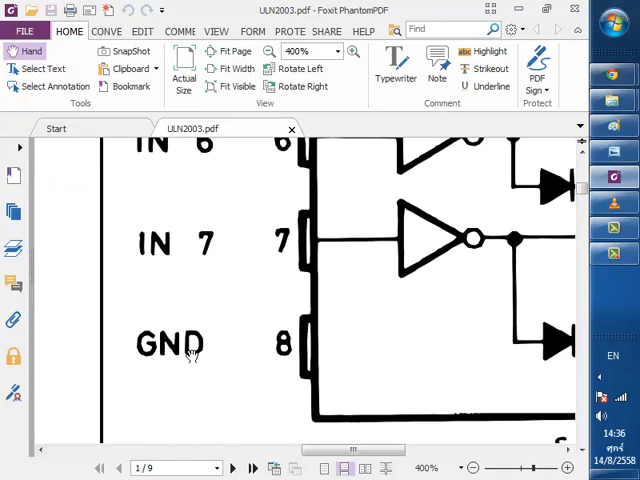 ULN2003.pdf - Foxit PhantomPDF
FILE HOME CONVE EDIT COMME VIEW FORM PROTE SHARE HELP Find
Hand
Select Text
Select Annotation
Tools
SnapShot
Clipboard
Bookmark
Actual Size
Fit Page
Fit Width
Fit Visible
400%
Rotate Left
Rotate Right
View
Typewriter
Note
abc Highlight
Strikeout
Underline
Comment
PDF Sign
Protect
Start
ULN2003.pdf
IN 6 6
IN 7 7
GND 8
1 / 9
400%
EN
14:36
ศุกร์
14/8/2558